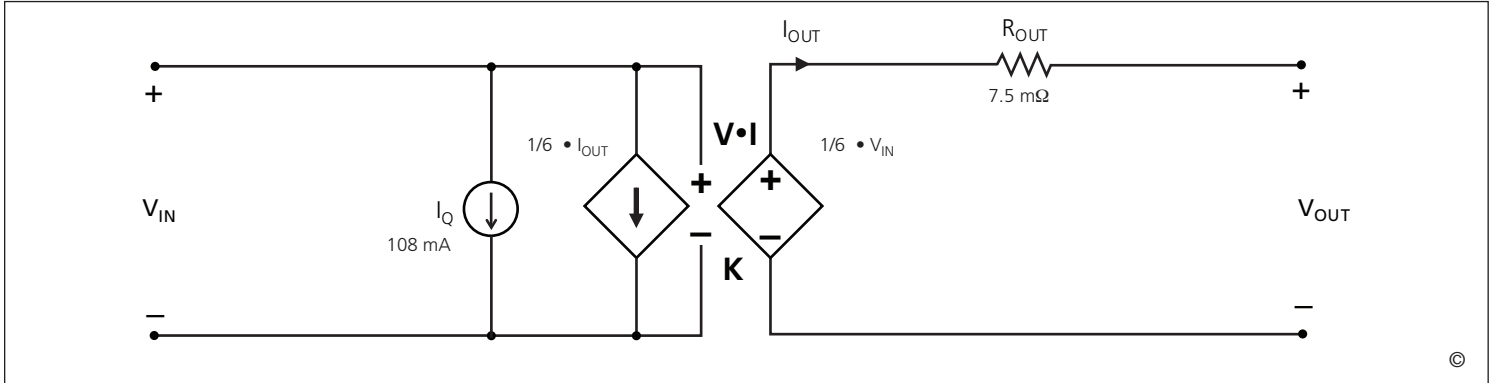 I_OUT
R_OUT
+
+
7.5 mΩ
V•I
1/6 • I_OUT
1/6 • V_IN
+
+
V_IN
I_Q
V_OUT
–
–
108 mA
K
–
–
©